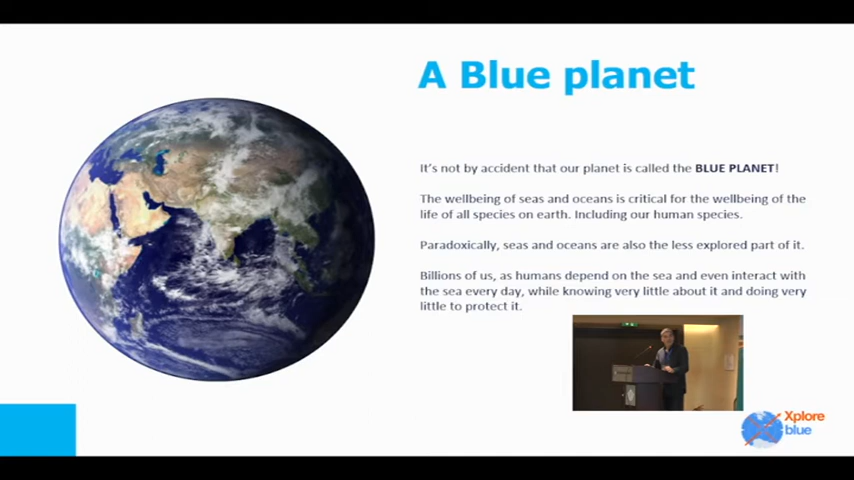 A Blue planet
It's not by accident that our planet is called the BLUE PLANET!
The wellbeing of seas and oceans is critical for the wellbeing of the
life of all species on earth. Including our human species.
Paradoxically, seas and oceans are also the less explored part of it.
Billions of us, as humans depend on the sea and even interact with
the sea every day, while knowing very little about it and doing very
little to protect it.
Xplore
blue